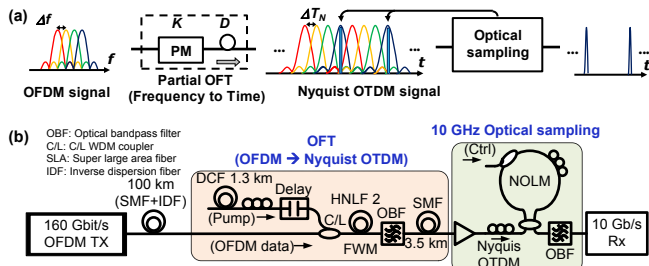 (a)
Δf
f
OFDM signal
K
D
PM
Partial OFT
(Frequency to Time)
ΔT_N
...
...
t
Nyquist OTDM signal
Optical
sampling
...
...
t
(b)
OBF: Optical bandpass filter
C/L: C/L WDM coupler
SLA: Super large area fiber
IDF: Inverse dispersion fiber
OFT
(OFDM → Nyquist OTDM)
10 GHz Optical sampling
160 Gbit/s
OFDM TX
100 km
(SMF+IDF)
DCF 1.3 km
Delay
(Pump)
C/L
(OFDM data)
HNLF 2
FWM
OBF
SMF
3.5 km
(Ctrl)
NOLM
Nyquis
OTDM
OBF
10 Gb/s
Rx